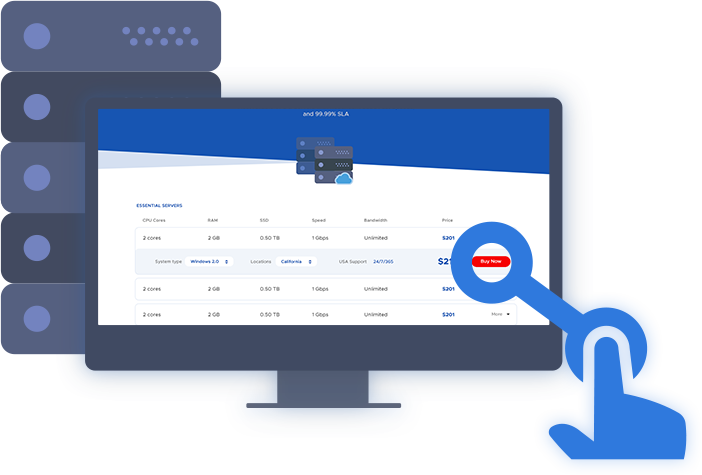 and 99.99% SLA
ESSENTIAL SERVERS
CPU Cores RAM SSD Speed Bandwidth Price
2 cores 2 GB 0.50 TB 1 Gbps Unlimited $201
System type Windows 2.0 Locations California USA Support 24/7/365 Buy Now
2 cores 2 GB 0.50 TB 1 Gbps Unlimited $201
2 cores 2 GB 0.50 TB 1 Gbps Unlimited $201 More